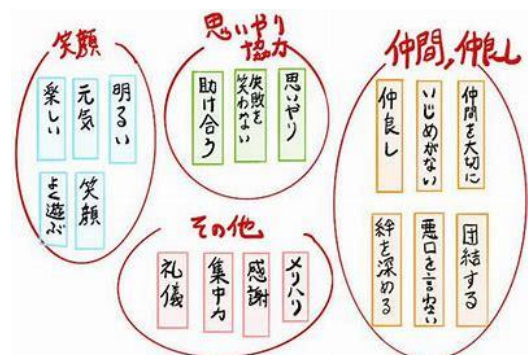 笑顔
明るい
元気
楽しい
笑顔
よく遊ぶ
思いやり
協力
思いやり
失敗を
笑わない
助け合う
仲間,仲良し
仲間を大切に
いじめがない
仲良し
団結する
悪口を言わない
絆を深める
その他
メリハリ
感謝
集中力
礼儀